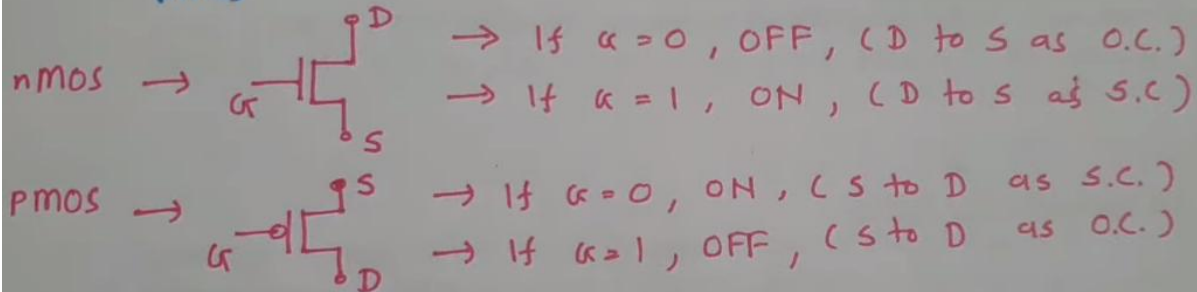 D
→ If G = 0, OFF, (D to S as O.C.)
nmos →
G
→ If G = 1, ON, (D to S as S.C)
S
S
→ If G = 0, ON, (S to D as S.C.)
pmos →
G
→ If G = 1, OFF, (S to D as O.C.)
D